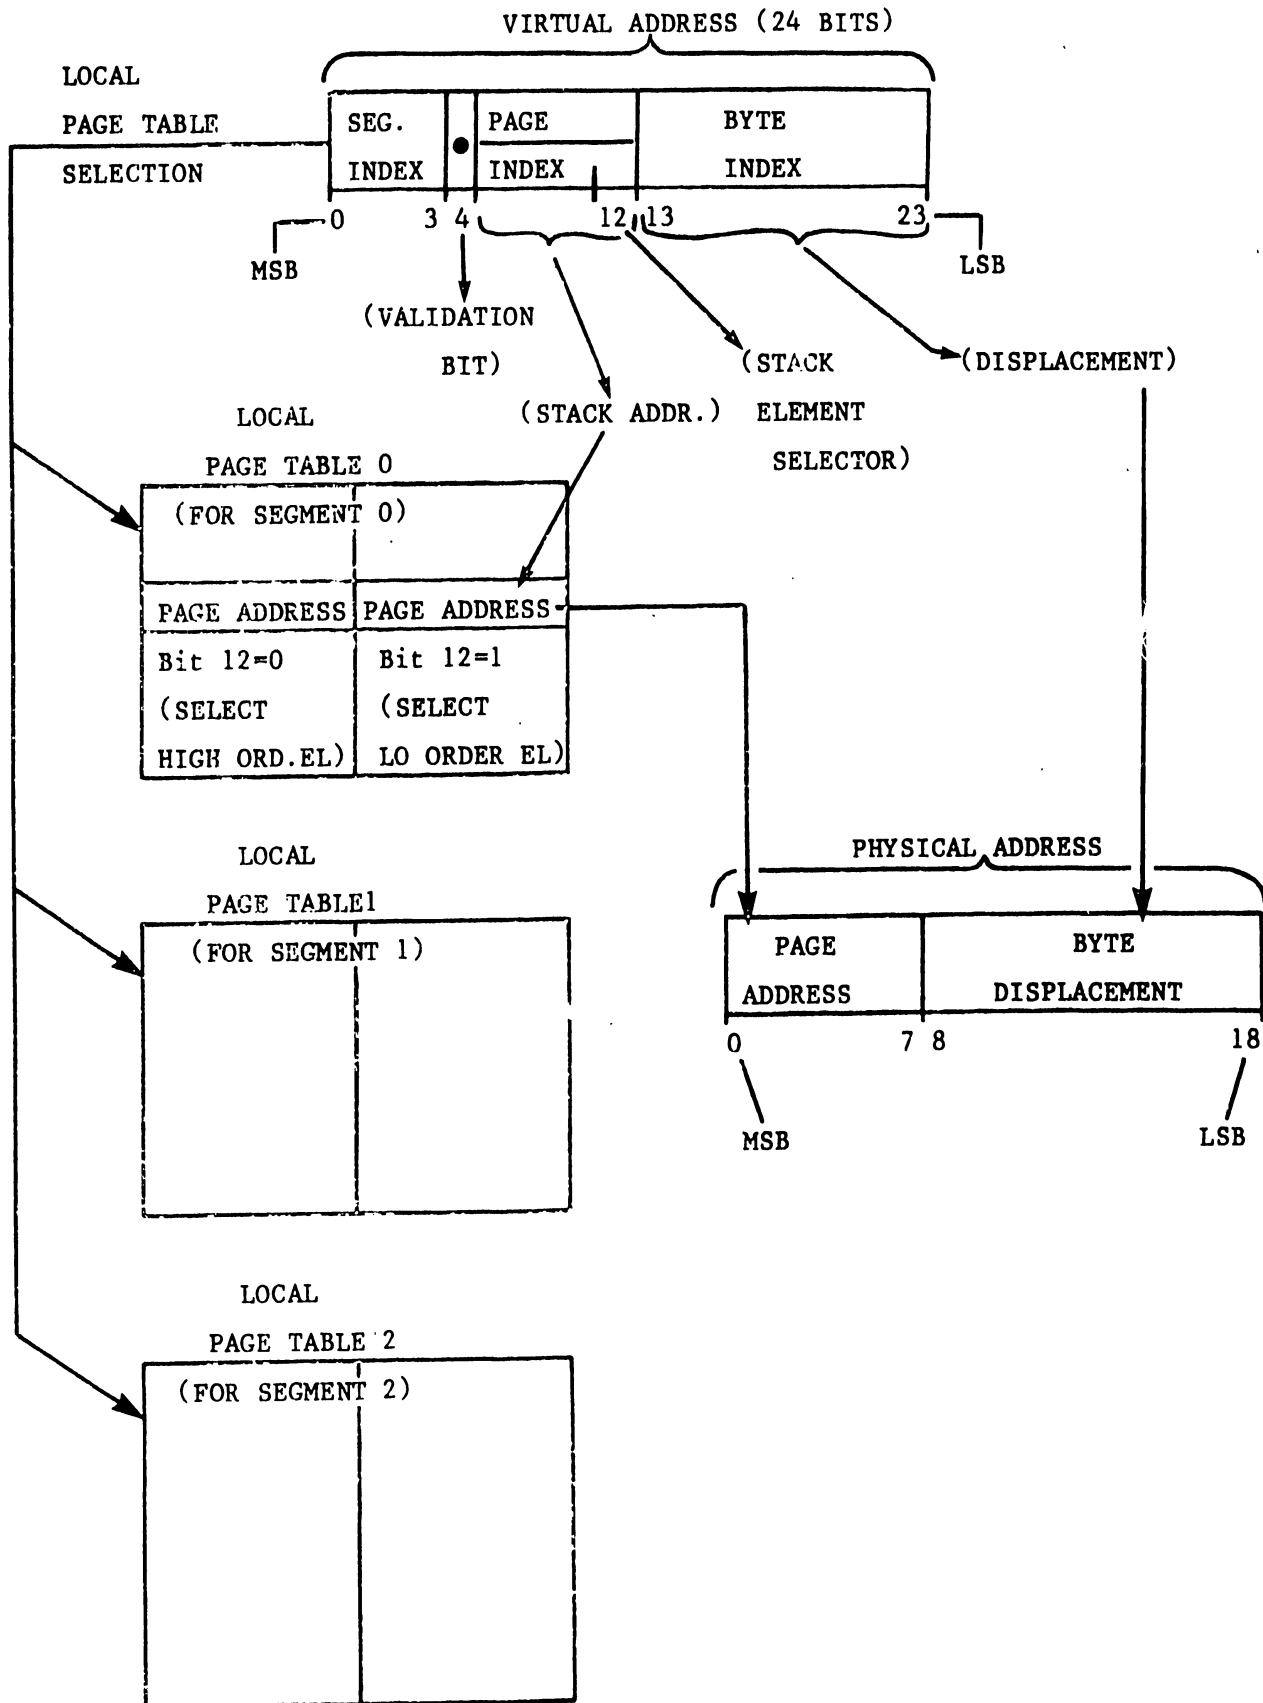 VIRTUAL ADDRESS (24 BITS)
LOCAL
PAGE TABLE
SELECTION
SEG.
INDEX
PAGE
INDEX
BYTE
INDEX
0 3 4 12 13 23
MSB
LSB
(VALIDATION
BIT)
(STACK
ELEMENT
SELECTOR)
(DISPLACEMENT)
(STACK ADDR.)
LOCAL
PAGE TABLE 0
(FOR SEGMENT 0)
PAGE ADDRESS PAGE ADDRESS
Bit 12=0
(SELECT
HIGH ORD.EL)
Bit 12=1
(SELECT
LO ORDER EL)
LOCAL
PAGE TABLE1
(FOR SEGMENT 1)
PHYSICAL ADDRESS
PAGE
ADDRESS
BYTE
DISPLACEMENT
0 7 8 18
MSB
LSB
LOCAL
PAGE TABLE 2
(FOR SEGMENT 2)